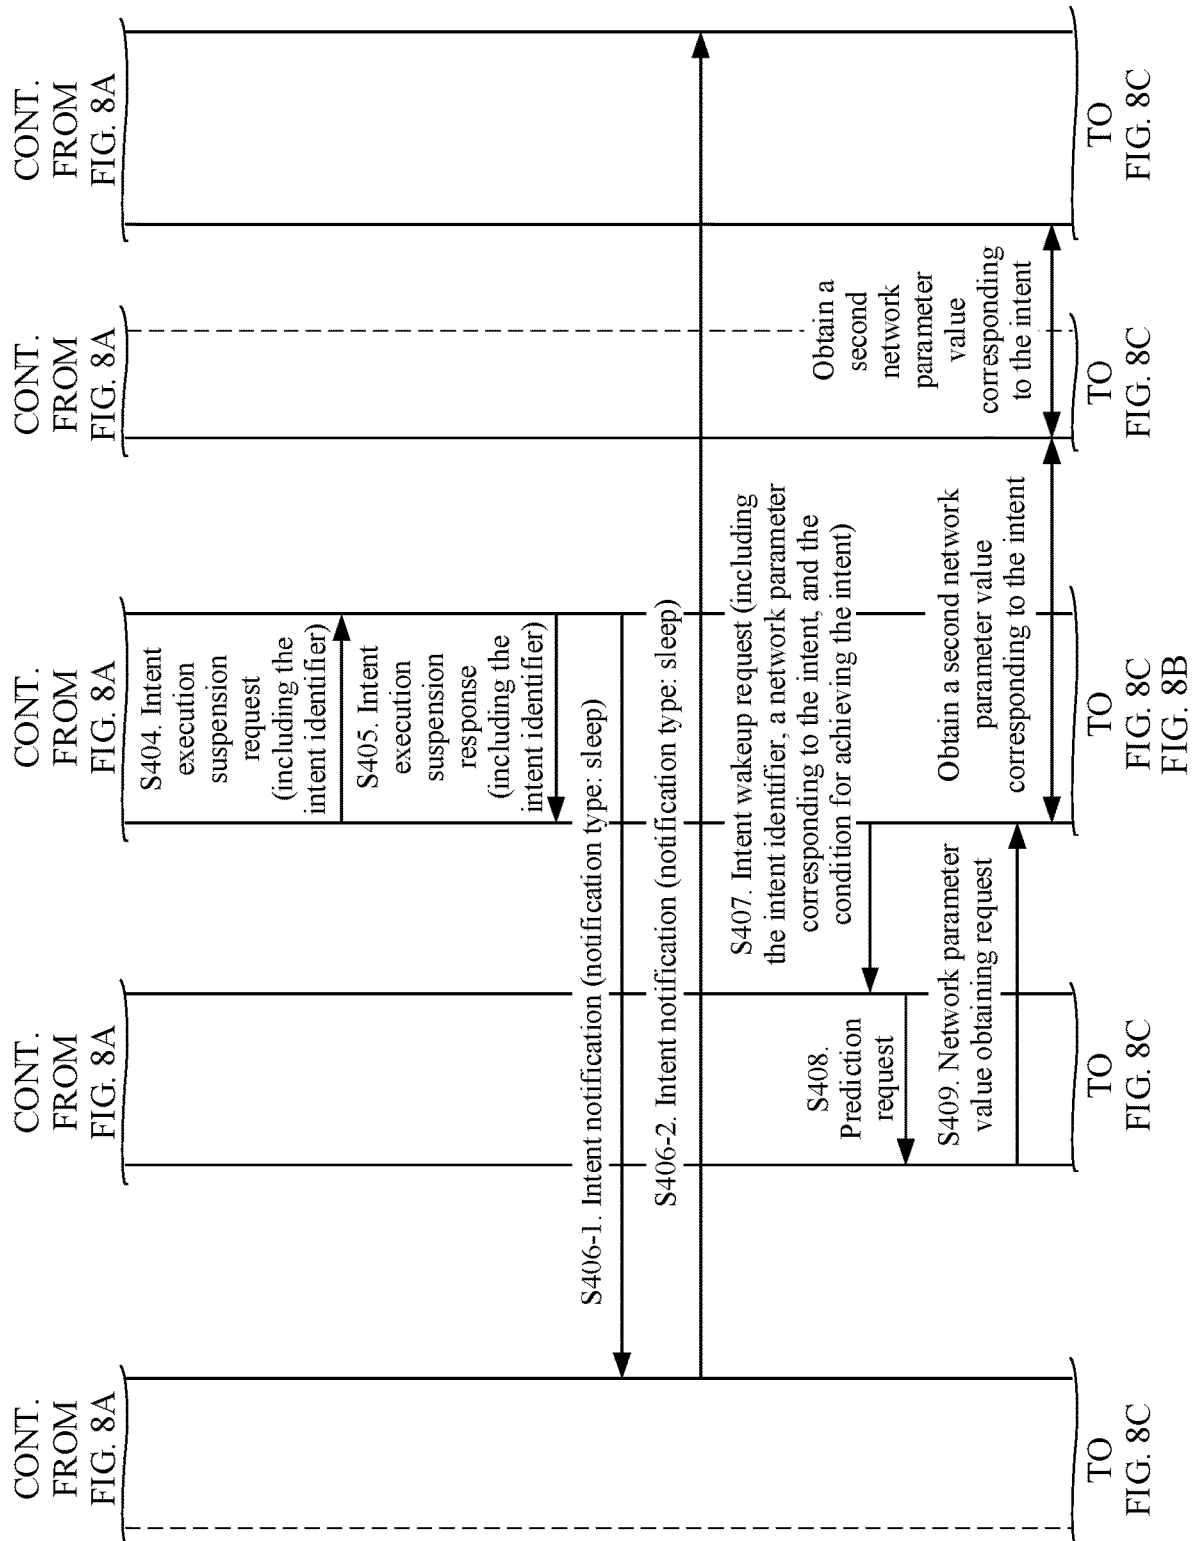 CONT.
FROM
FIG. 8A
CONT.
FROM
FIG. 8A
CONT.
FROM
FIG. 8A
CONT.
FROM
FIG. 8A
CONT.
FROM
FIG. 8A
S404. Intent
execution
suspension
request
(including the
intent identifier)
S405. Intent
execution
suspension
response
(including the
intent identifier)
S406-1. Intent notification (notification type: sleep)
S406-2. Intent notification (notification type: sleep)
S407. Intent wakeup request (including
the intent identifier, a network parameter
corresponding to the intent, and the
condition for achieving the intent)
S408.
Prediction
request
S409. Network parameter
value obtaining request
Obtain a second network
parameter value
corresponding to the intent
Obtain a
second
network
parameter
value
corresponding
to the intent
TO
FIG. 8C
TO
FIG. 8C
TO
FIG. 8C
TO
FIG. 8C
TO
FIG. 8C
FIG. 8B